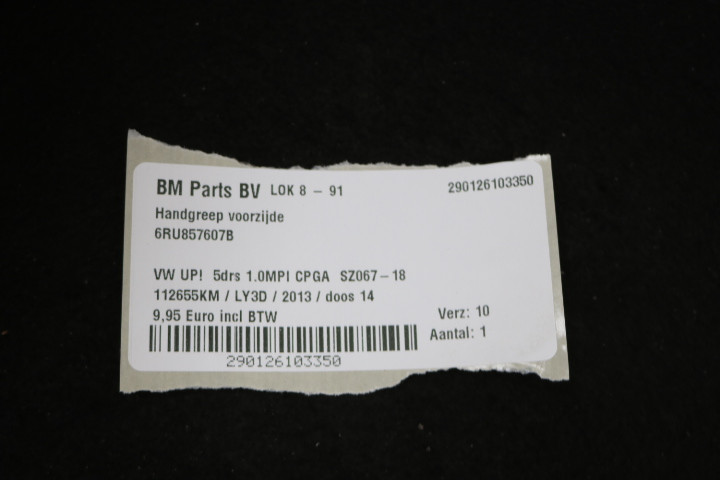 BM Parts BV LOK 8 - 91 290126103350
Handgreep voorzijde
6RU857607B
VW UP! 5drs 1.0MPI CPGA SZ067-18
112655KM / LY3D / 2013 / doos 14
9,95 Euro incl BTW Verz: 10
Aantal: 1
290126103350